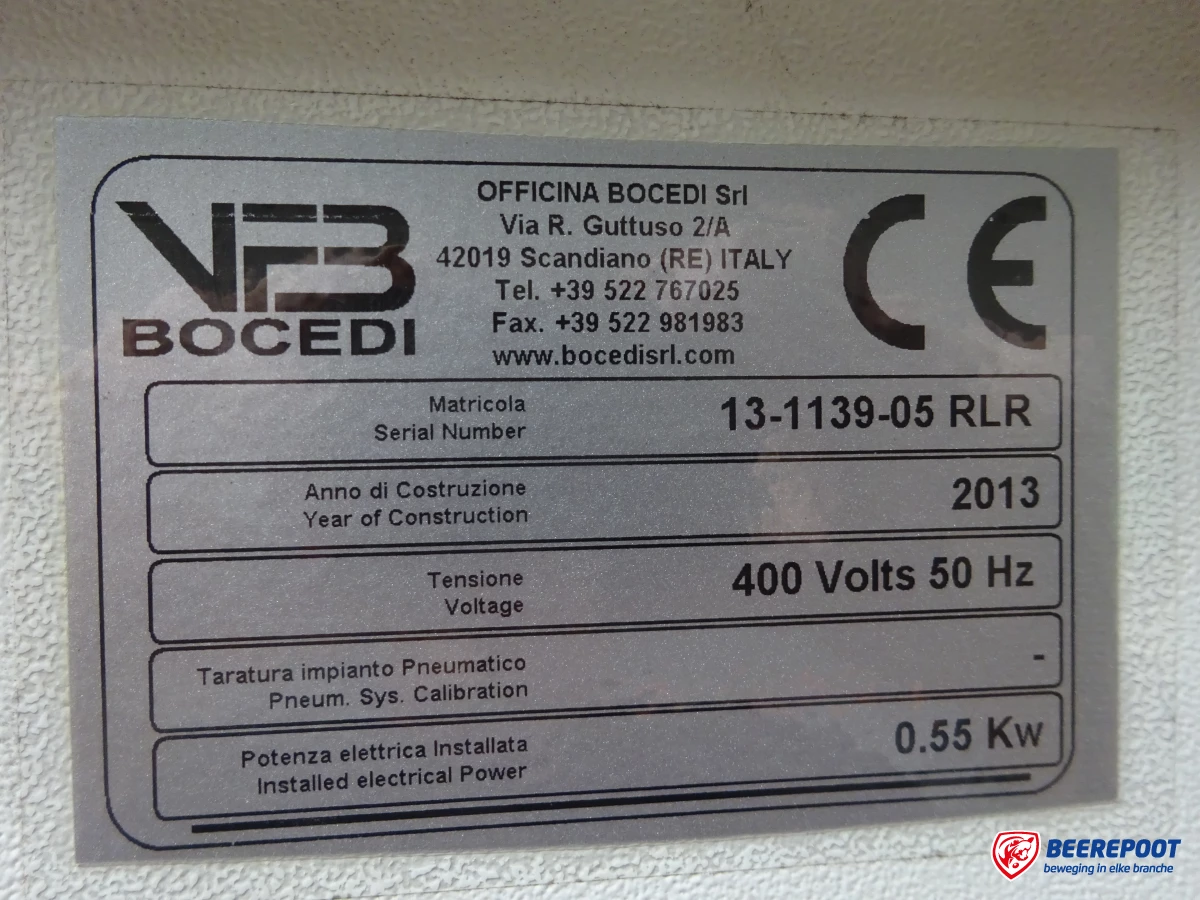 VFB
BOCEDI
OFFICINA BOCEDI Srl
Via R. Guttuso 2/A
42019 Scandiano (RE) ITALY
Tel. +39 522 767025
Fax. +39 522 981983
www.bocedisrl.com
CE
Matricola
Serial Number
13-1139-05 RLR
Anno di Costruzione
Year of Construction
2013
Tensione
Voltage
400 Volts 50 Hz
Taratura impianto Pneumatico
Pneum. Sys. Calibration
-
Potenza elettrica Installata
Installed electrical Power
0.55 Kw
BEEREPOOT
beweging in elke branche